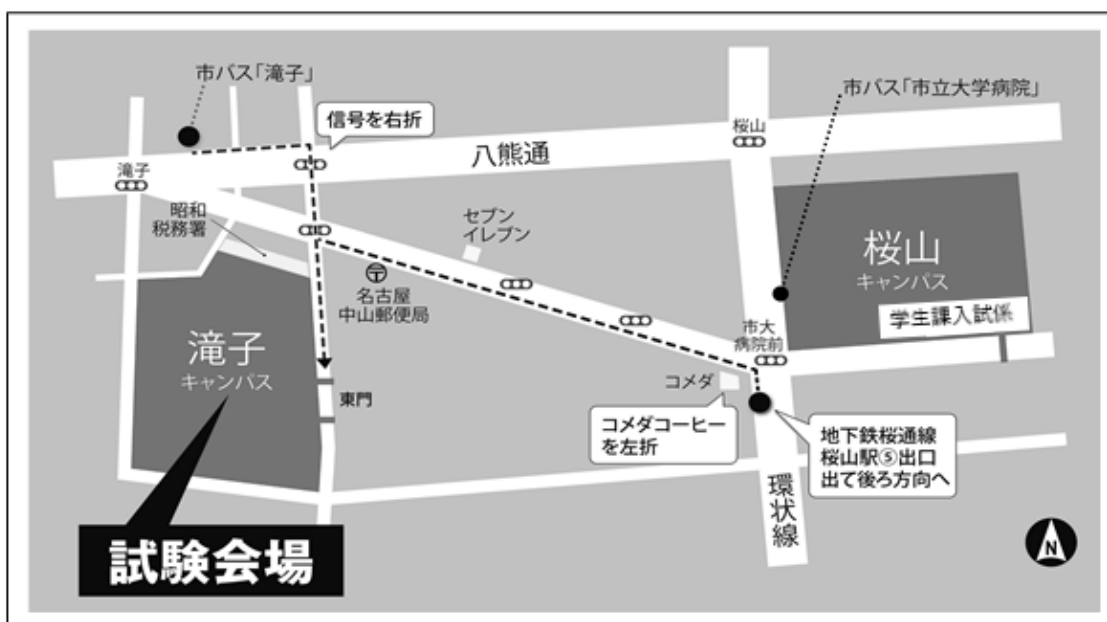 市バス「滝子」
市バス「市立大学病院」
信号を右折
桜山
八熊通
滝子
昭和
税務署
セブン
イレブン
桜山
キャンパス
名古屋
中山郵便局
学生課入試係
市大
病院前
滝子
キャンパス
コメダ
東門
コメダコーヒー
を左折
地下鉄桜通線
桜山駅⑤出口
出て後ろ方向へ
環状線
試験会場
N